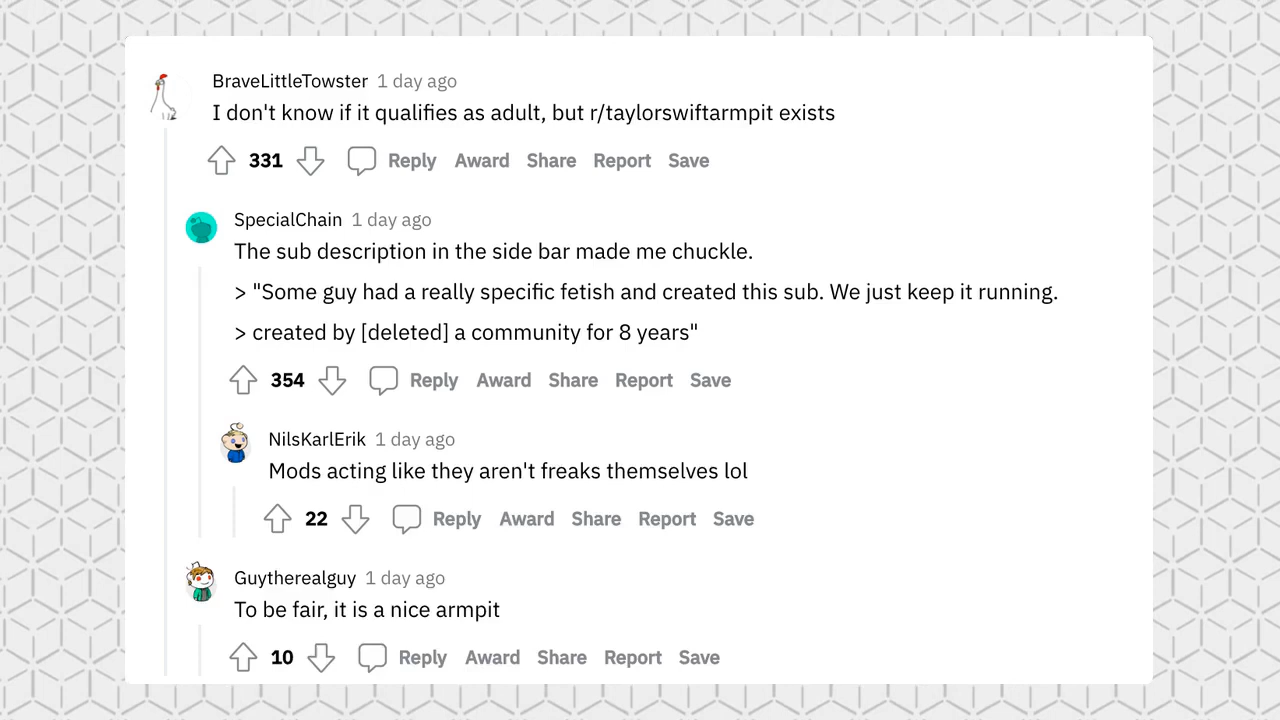 BraveLittleTowster 1 day ago
I don't know if it qualifies as adult, but r/taylorswiftarmpit exists
331 Reply Award Share Report Save
SpecialChain 1 day ago
The sub description in the side bar made me chuckle.
> "Some guy had a really specific fetish and created this sub. We just keep it running.
> created by [deleted] a community for 8 years"
354 Reply Award Share Report Save
NilsKarlErik 1 day ago
Mods acting like they aren't freaks themselves lol
22 Reply Award Share Report Save
Guytherealguy 1 day ago
To be fair, it is a nice armpit
10 Reply Award Share Report Save